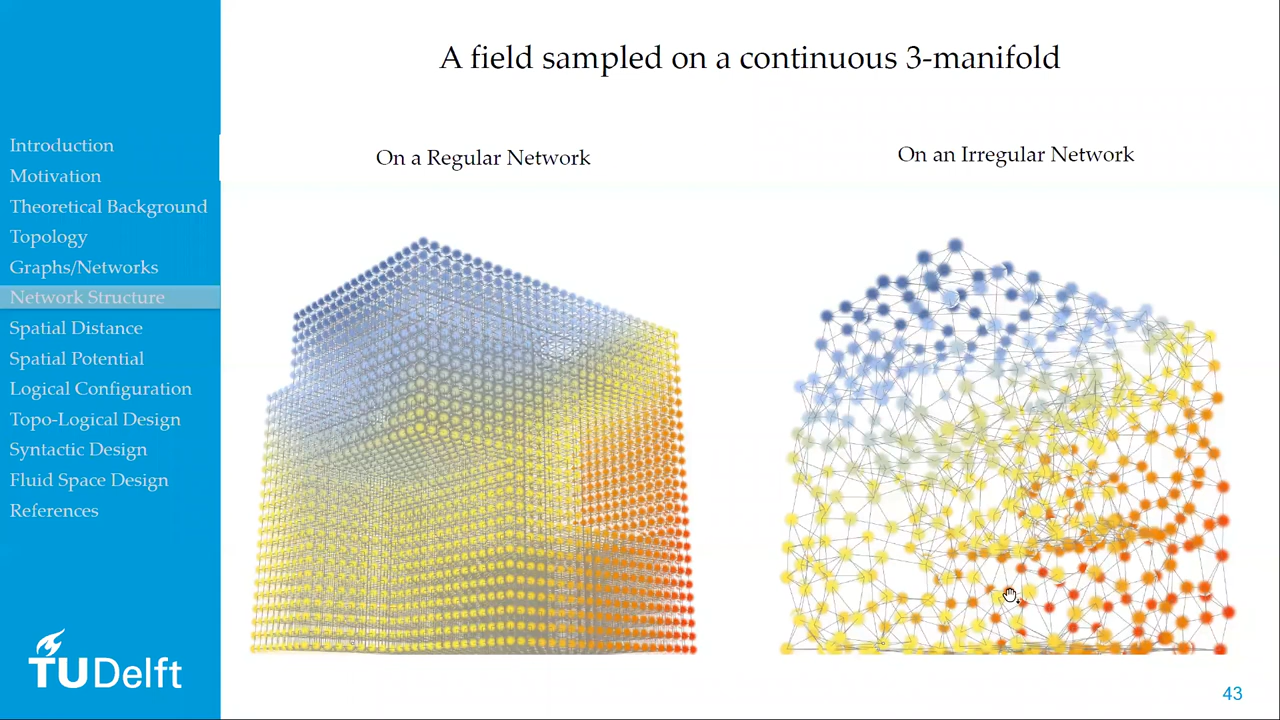 A field sampled on a continuous 3-manifold
On a Regular Network
On an Irregular Network
Introduction
Motivation
Theoretical Background
Topology
Graphs/Networks
Network Structure
Spatial Distance
Spatial Potential
Logical Configuration
Topo-Logical Design
Syntactic Design
Fluid Space Design
References
TUDelft
43